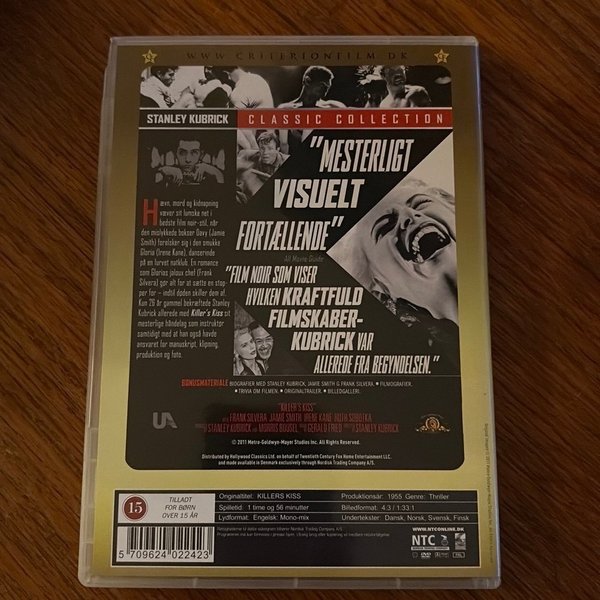 WWW.CRITERIONFILM.DK
STANLEY KUBRICK
CLASSIC COLLECTION
"MESTERLIGT
VISUELT
FORTÆLLENDE"
All Movie Guide
"FILM NOIR SOM VISER
HVILKEN KRAFTFULD
FILMSKABER-
KUBRICK VAR
ALLEREDE FRA BEGYNDELSEN."
Hævn, mord og kidnapning
væver sit lumske net i
bedste film noir-stil, når
den mislykkede bokser Davy (Jamie
Smith) forelsker sig i den smukke
Gloria (Irene Kane), danserinde
på en lurvet natklub. En romance
som Glorias jaloux chef (Frank
Silvera) gør alt for at sætte en stop-
per for – indtil døden skiller dem af.
Kun 26 år gammel bekræftede Stanley
Kubrick allerede med Killer's Kiss sit
mesterlige håndelag som instruktør
samtidigt med at han også havde
ansvaret for manuskript, klipning,
produktion og foto.
BONUSMATERIALE BIOGRAFIER MED STANLEY KUBRICK, JAMIE SMITH & FRANK SILVERA. • FILMOGRAFIER.
• TRIVIA OM FILMEN. • ORIGINALTRAILER. • BILLEDGALLERI.
UA
"KILLER'S KISS"
FRANK SILVERA JAMIE SMITH IRENE KANE RUTH SOBOTKA
STANLEY KUBRICK MORRIS BOUSEL GERALD FRIED STANLEY KUBRICK
© 2011 Metro-Goldwyn-Mayer Studios Inc. All Rights Reserved.
Distributed by Hollywood Classics Ltd. on behalf of Twentieth Century Fox Home Entertainment LLC.
and made available in Denmark exclusively through Nordisk Trading Company A/S.
15
TILLADT
FOR BØRN
OVER 15 ÅR
Originaltitel: KILLERS KISS
Produktionsår: 1955 Genre: Thriller
Spilletid: 1 time og 56 minutter
Billedformat: 4:3 / 1:33:1
Lydformat: Engelsk: Mono-mix
Undertekster: Dansk, Norsk, Svensk, Finsk
5 709624 022423
WWW.NTCONLINE.DK
NTC